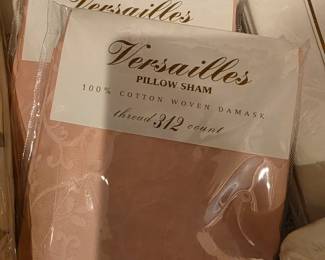 Versailles
Versailles
PILLOW SHAM
100% COTTON WOVEN DAMASK
thread 312 count